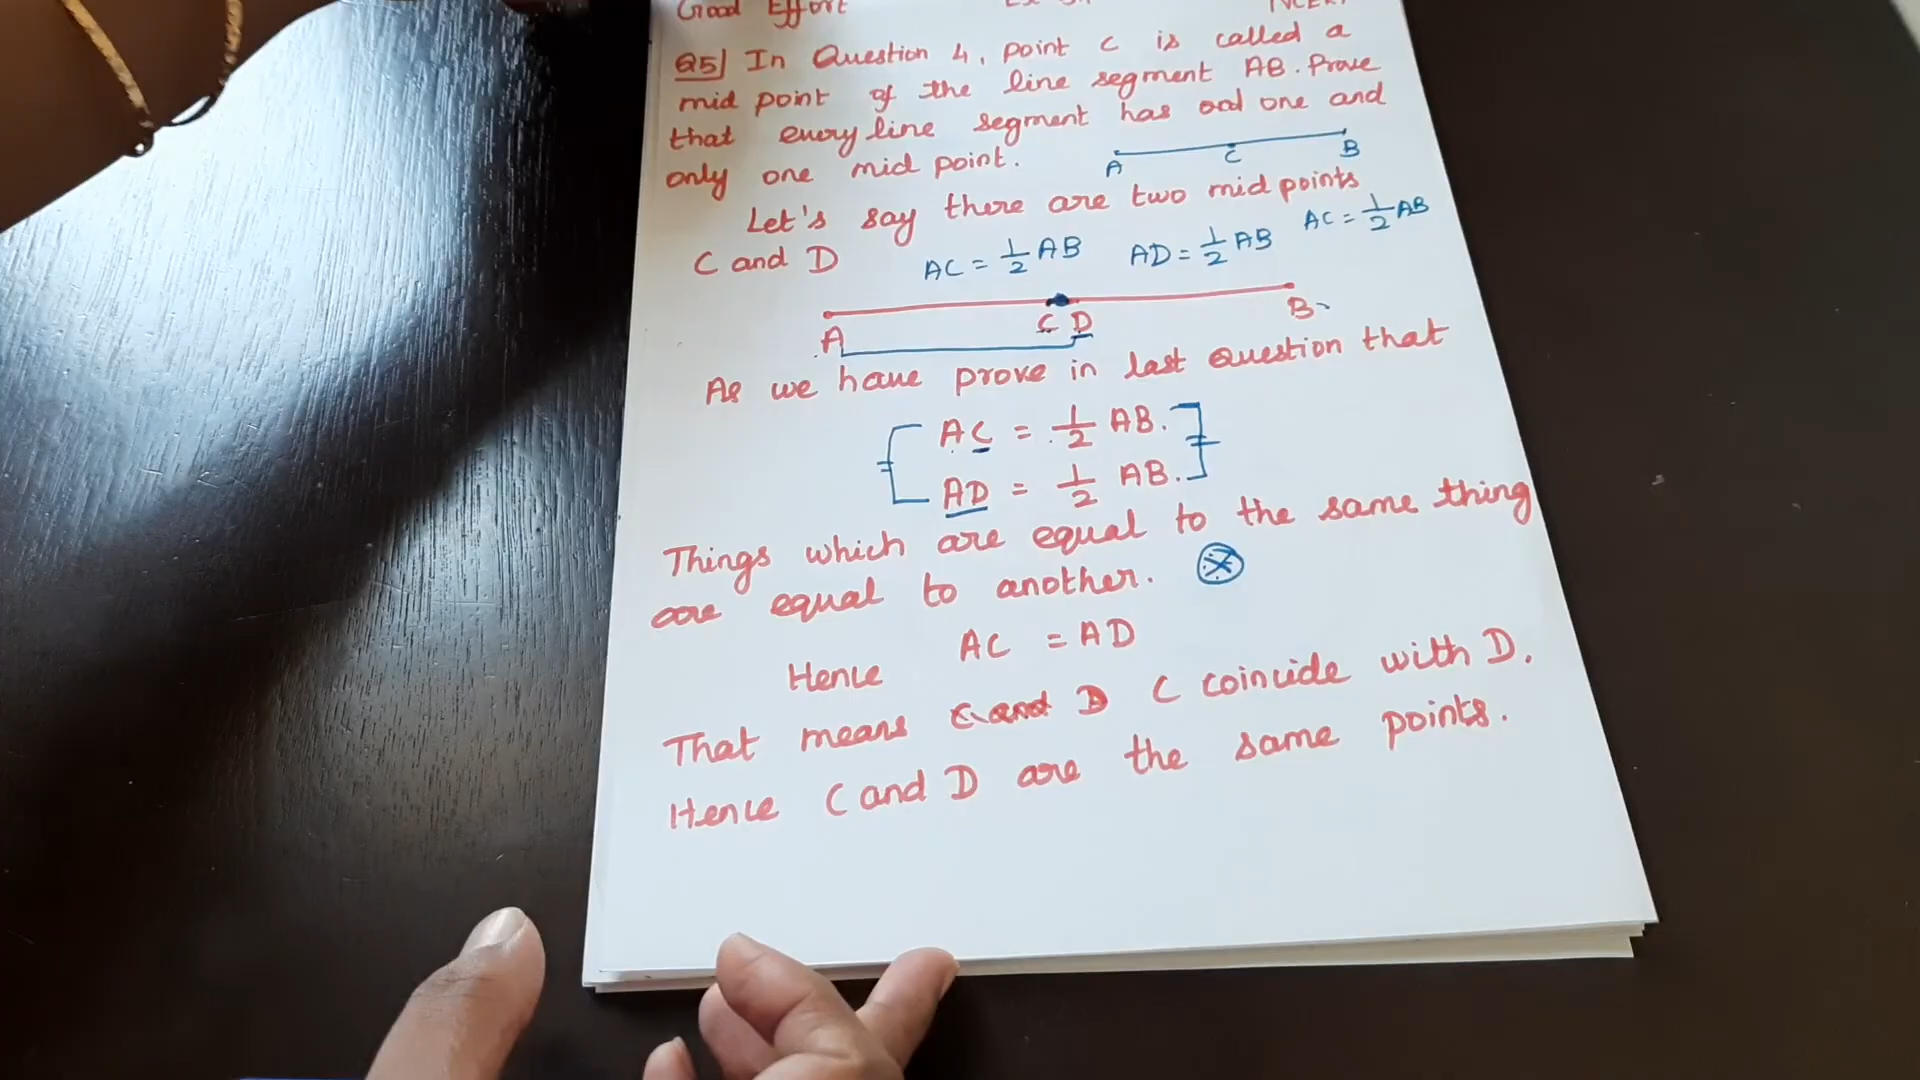 Good Effort
Q5) In Question 4, point C is called a
mid point of the line segment AB. Prove
that every line segment has one and
only one mid point.
A C B
Let's say there are two mid points
C and D AC = 1/2 AB AD = 1/2 AB AC = 1/2 AB
A C D B
As we have prove in last Question that
AC = 1/2 AB.
AD = 1/2 AB.
Things which are equal to the same thing
are equal to another.
Hence AC = AD
That means C and D C coincide with D.
Hence C and D are the same points.